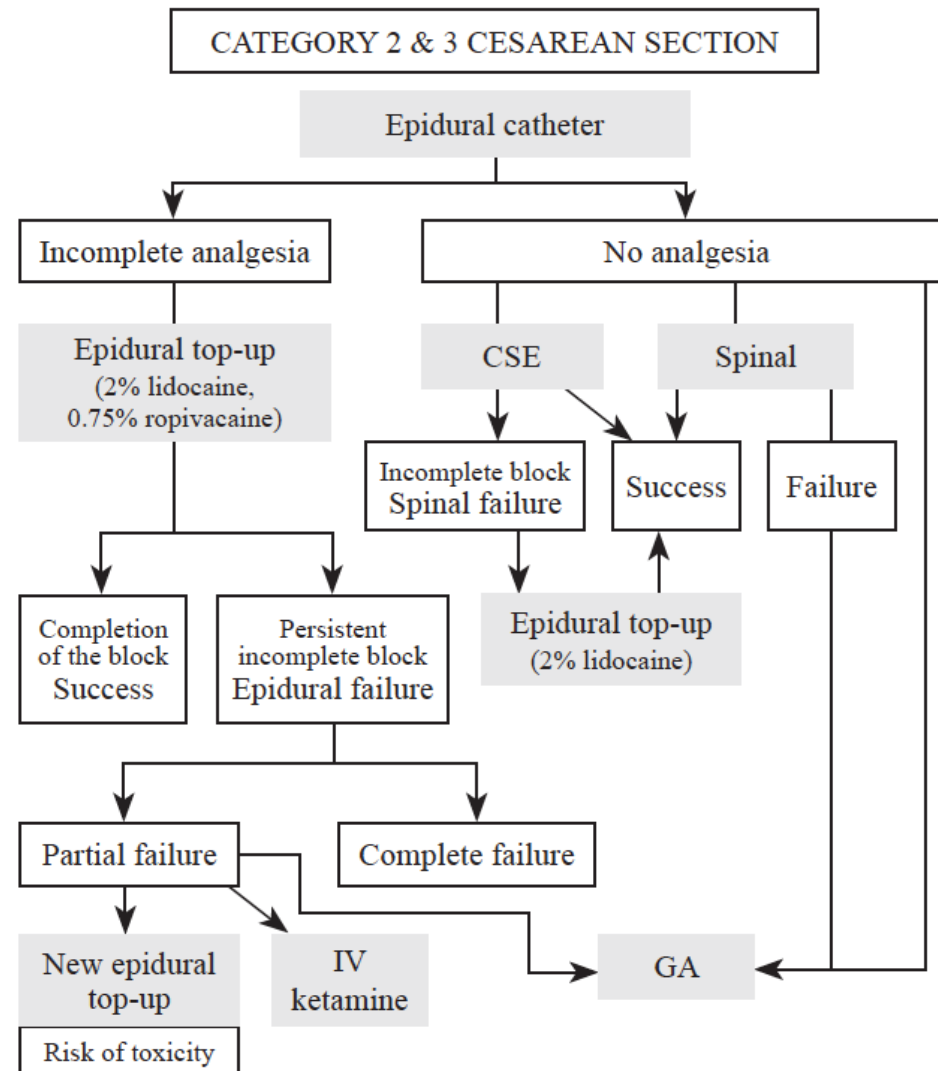 CATEGORY 2 & 3 CESAREAN SECTION
Epidural catheter
Incomplete analgesia
No analgesia
Epidural top-up
(2% lidocaine,
0.75% ropivacaine)
CSE
Spinal
Incomplete block
Spinal failure
Success
Failure
Completion
of the block
Success
Persistent
incomplete block
Epidural failure
Epidural top-up
(2% lidocaine)
Partial failure
Complete failure
New epidural
top-up
Risk of toxicity
IV
ketamine
GA